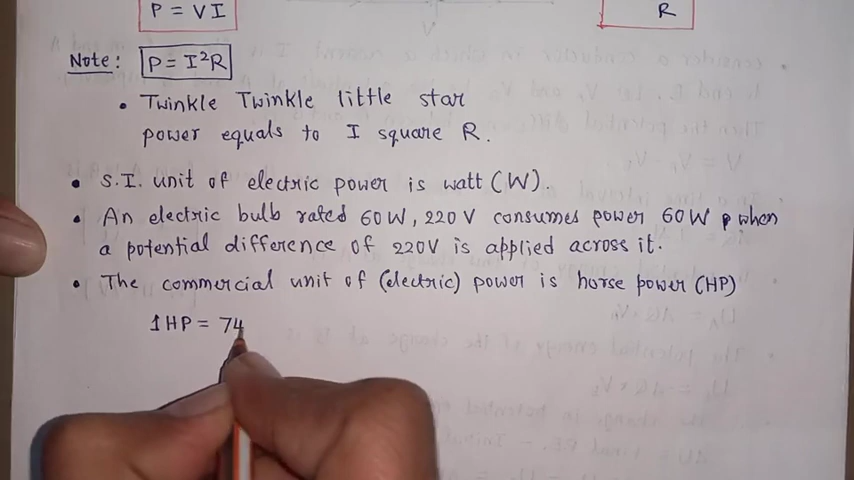 P = VI
R
Note: P = I²R
• Twinkle Twinkle little star
power equals to I square R.
• S.I. unit of electric power is watt (W).
• An electric bulb rated 60W, 220 V consumes power 60W p when
a potential difference of 220V is applied across it.
• The commercial unit of (electric) power is horse power (HP)
1HP = 74